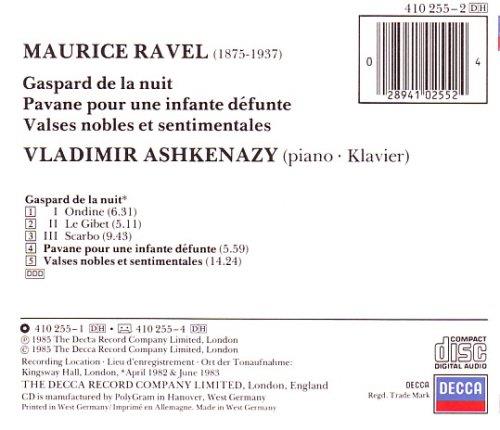 410 255-2 DH
MAURICE RAVEL (1875-1937)
Gaspard de la nuit
Pavane pour une infante défunte
Valses nobles et sentimentales
VLADIMIR ASHKENAZY (piano · Klavier)
0 28941 02552 4
Gaspard de la nuit*
1 I Ondine (6.31)
2 II Le Gibet (5.11)
3 III Scarbo (9.43)
4 Pavane pour une infante défunte (5.59)
5 Valses nobles et sentimentales (14.24)
DDD
410 255-1 DH · 410 255-4 DH
℗ 1985 The Decca Record Company Limited, London
© 1985 The Decca Record Company Limited, London
Recording Location · Lieu d'enregistrement · Ort der Tonaufnahme:
Kingsway Hall, London, *April 1982 & June 1983
THE DECCA RECORD COMPANY LIMITED, London, England
CD is manufactured by PolyGram in Hanover, West Germany
Printed in West Germany/Imprimé en Allemagne. Made in West Germany
COMPACT
disc
DIGITAL AUDIO
DECCA
Regd. Trade Mark
DECCA